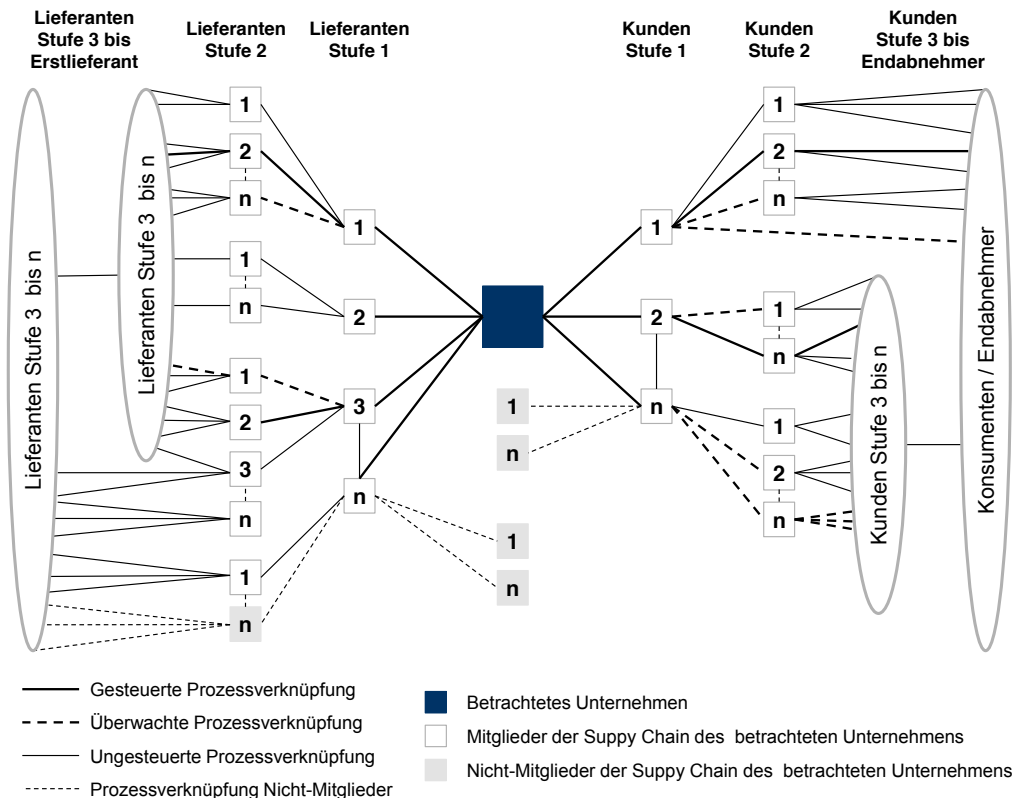 Lieferanten
Stufe 3 bis
Erstlieferant
Lieferanten
Stufe 2
Lieferanten
Stufe 1
Kunden
Stufe 1
Kunden
Stufe 2
Kunden
Stufe 3 bis
Endabnehmer
Lieferanten Stufe 3 bis n
Lieferanten Stufe 3 bis n
1
2
n
1
n
1
2
3
n
1
n
1
2
3
n
1
n
1
n
1
2
n
1
2
n
1
n
1
2
n
Kunden Stufe 3 bis n
Konsumenten / Endabnehmer
Gesteuerte Prozessverknüpfung
Überwachte Prozessverknüpfung
Ungesteuerte Prozessverknüpfung
Prozessverknüpfung Nicht-Mitglieder
Betrachtetes Unternehmen
Mitglieder der Suppy Chain des betrachteten Unternehmens
Nicht-Mitglieder der Suppy Chain des betrachteten Unternehmens